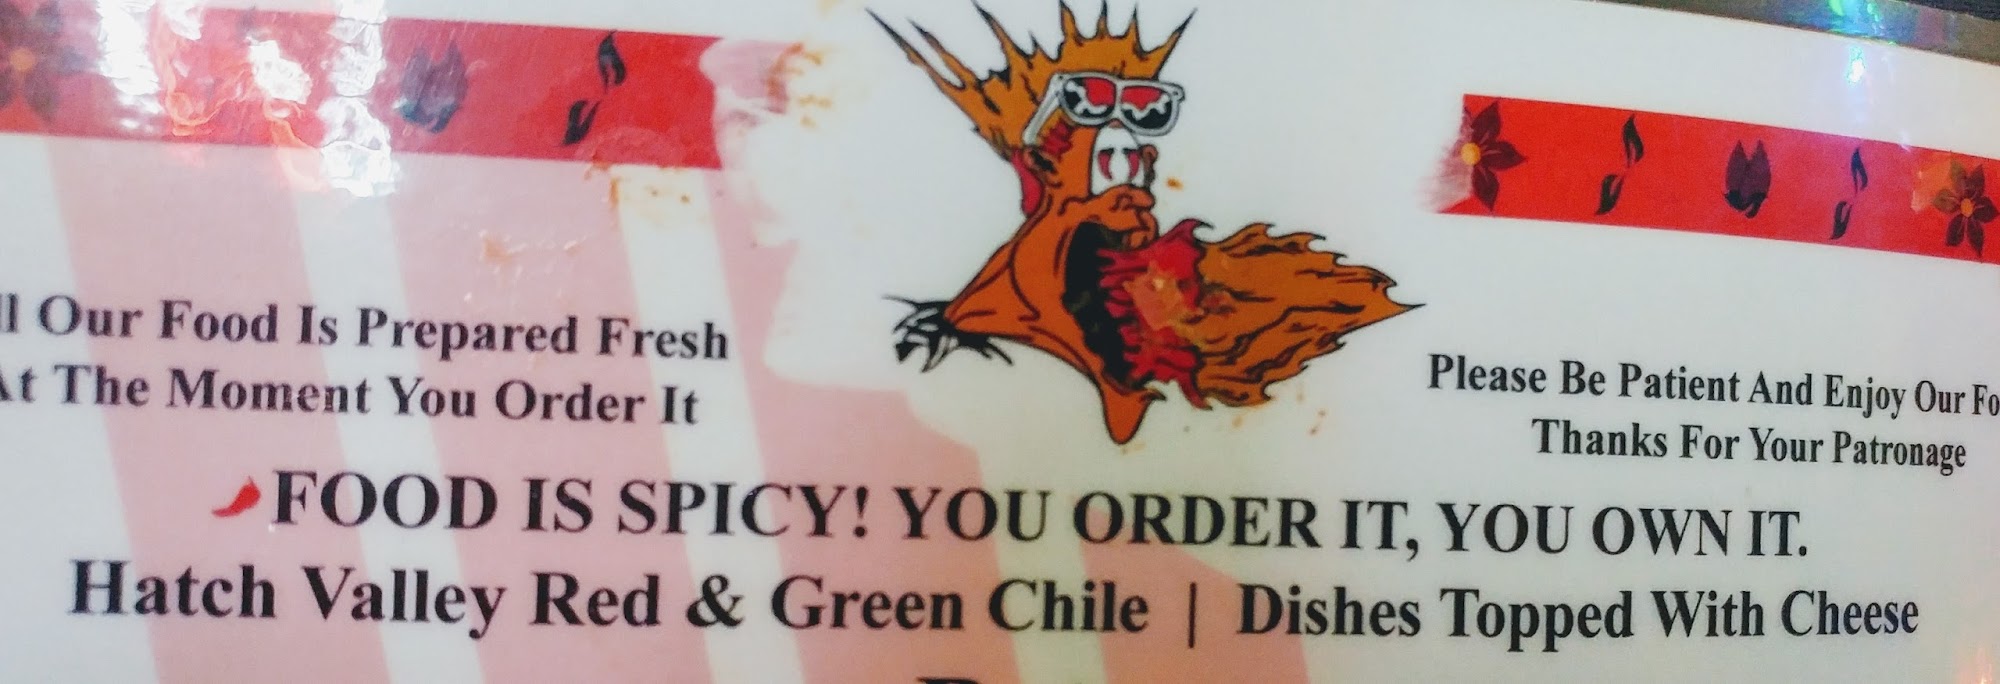 Our Food Is Prepared Fresh
At The Moment You Order It
Please Be Patient And Enjoy Our
Thanks For Your Patronage
FOOD IS SPICY! YOU ORDER IT, YOU OWN IT.
Hatch Valley Red & Green Chile | Dishes Topped With Cheese